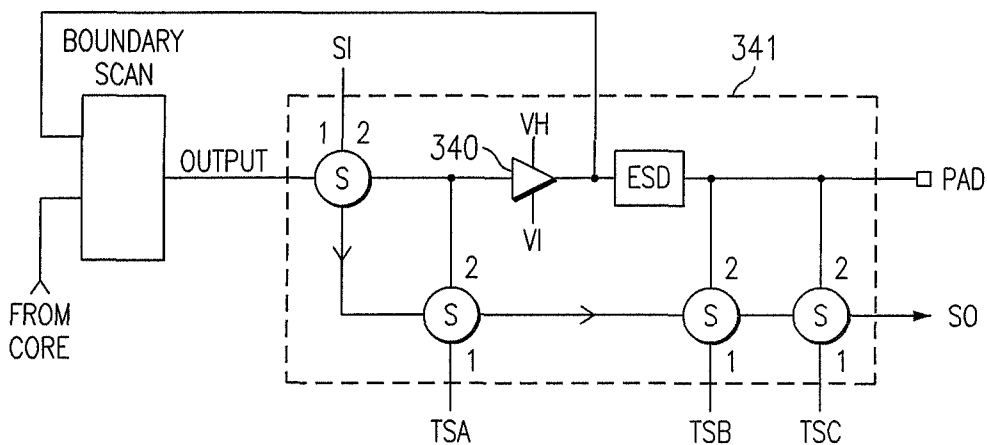 BOUNDARY
SCAN
SI
341
1 2
VH
340
OUTPUT
S
ESD
PAD
VI
FROM
CORE
2
2
2
S
S
S
SO
1
1
1
TSA
TSB
TSC